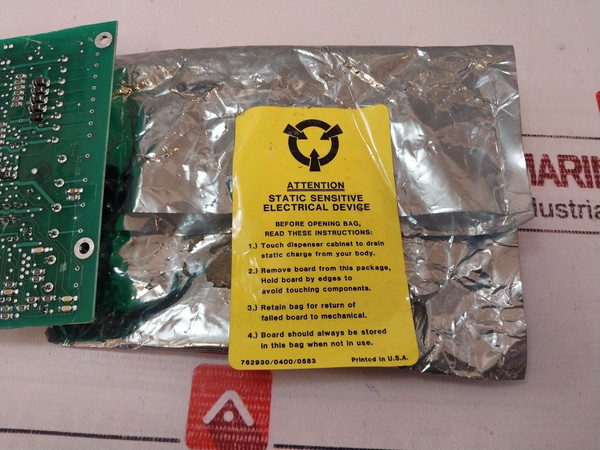 ATTENTION
STATIC SENSITIVE
ELECTRICAL DEVICE
BEFORE OPENING BAG,
READ THESE INSTRUCTIONS:
1.) Touch dispenser cabinet to drain
static charge from your body.
2.) Remove board from this package,
Hold board by edges to
avoid touching components.
3.) Retain bag for return of
failed board to mechanical.
4.) Board should always be stored
in this bag when not in use.
762930/0400/0583 Printed in U.S.A.
MARIN
dustria